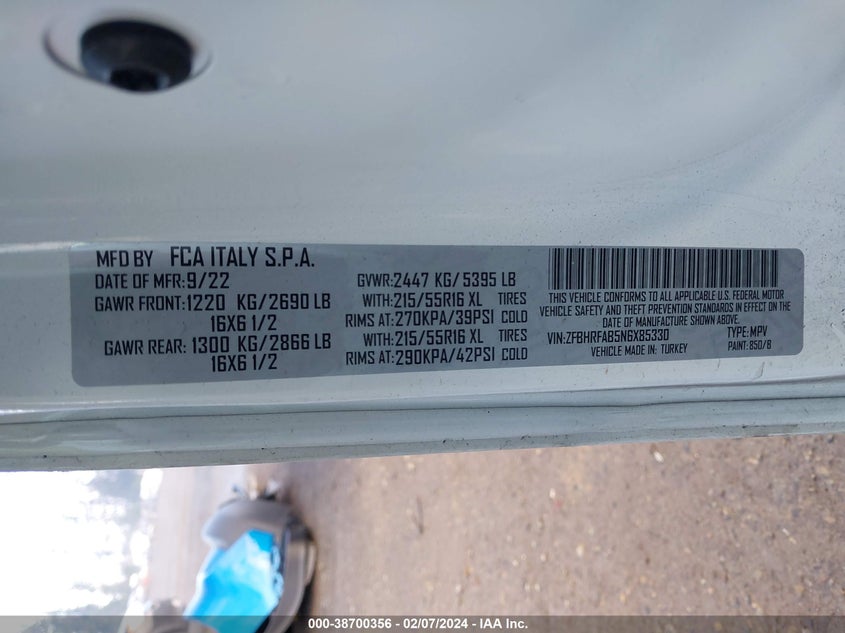 MFD BY FCA ITALY S.P.A.
DATE OF MFR: 9/22
GAWR FRONT: 1220 KG/2690 LB
16X6 1/2
GAWR REAR: 1300 KG/2866 LB
16X6 1/2
GVWR: 2447 KG/ 5395 LB
WITH: 215/55R16 XL TIRES
RIMS AT: 270KPA/39PSI COLD
WITH: 215/55R16 XL TIRES
RIMS AT: 290KPA/42PSI COLD
THIS VEHICLE CONFORMS TO ALL APPLICABLE U.S. FEDERAL MOTOR
VEHICLE SAFETY AND THEFT PREVENTION STANDARDS IN EFFECT ON THE
DATE OF MANUFACTURE SHOWN ABOVE.
VIN: ZFBHRFAB5N6X85330 TYPE: MPV
VEHICLE MADE IN: TURKEY PAINT: 850/B
000-38700356 - 02/07/2024 - IAA Inc.